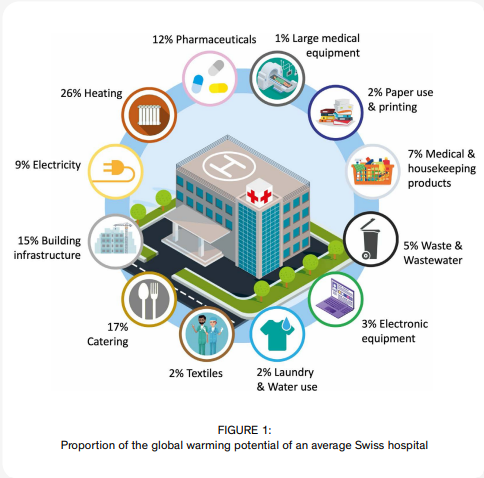 12% Pharmaceuticals
1% Large medical
equipment
26% Heating
2% Paper use
& printing
9% Electricity
7% Medical &
housekeeping
products
15% Building
infrastructure
5% Waste &
Wastewater
17%
Catering
3% Electronic
equipment
2% Textiles
2% Laundry
& Water use
H
FIGURE 1:
Proportion of the global warming potential of an average Swiss hospital